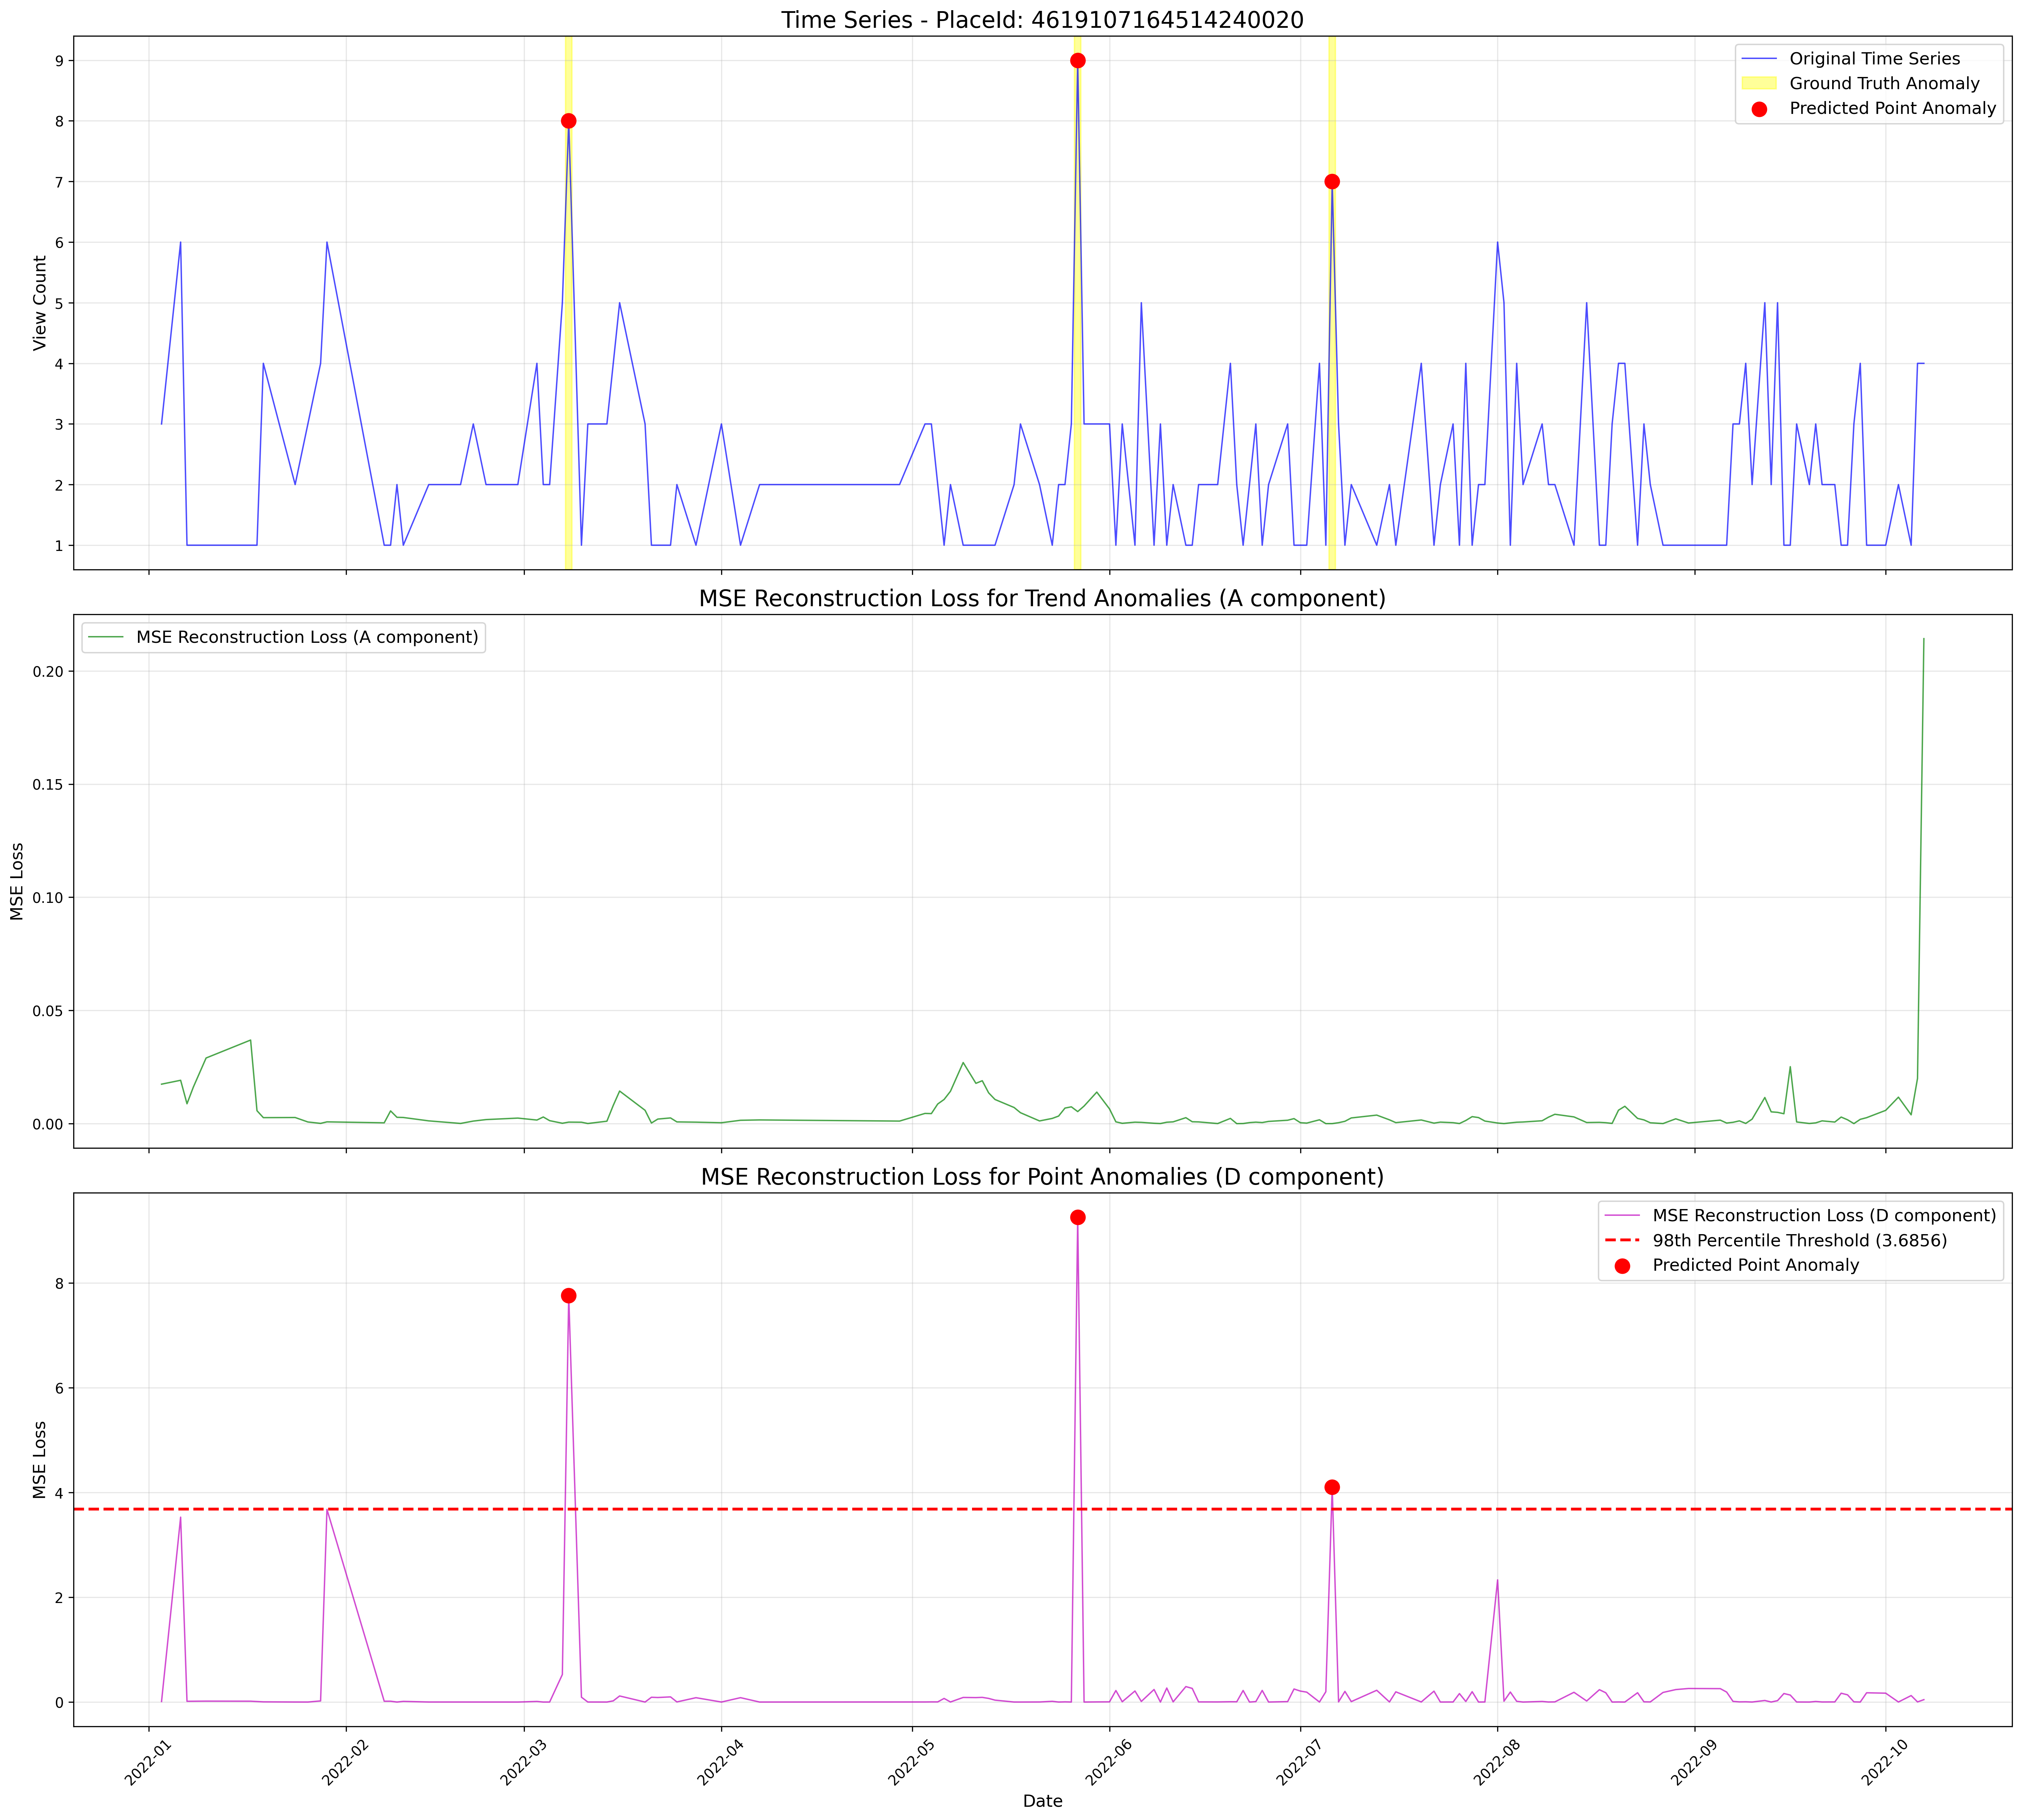 Time Series - PlaceId: 4619107164514240020
Original Time Series
Ground Truth Anomaly
Predicted Point Anomaly
View Count
9
8
7
6
5
4
3
2
1
MSE Reconstruction Loss for Trend Anomalies (A component)
MSE Reconstruction Loss (A component)
MSE Loss
0.20
0.15
0.10
0.05
0.00
MSE Reconstruction Loss for Point Anomalies (D component)
MSE Reconstruction Loss (D component)
98th Percentile Threshold (3.6856)
Predicted Point Anomaly
MSE Loss
8
6
4
2
0
2022-01
2022-02
2022-03
2022-04
2022-05
2022-06
2022-07
2022-08
2022-09
2022-10
Date